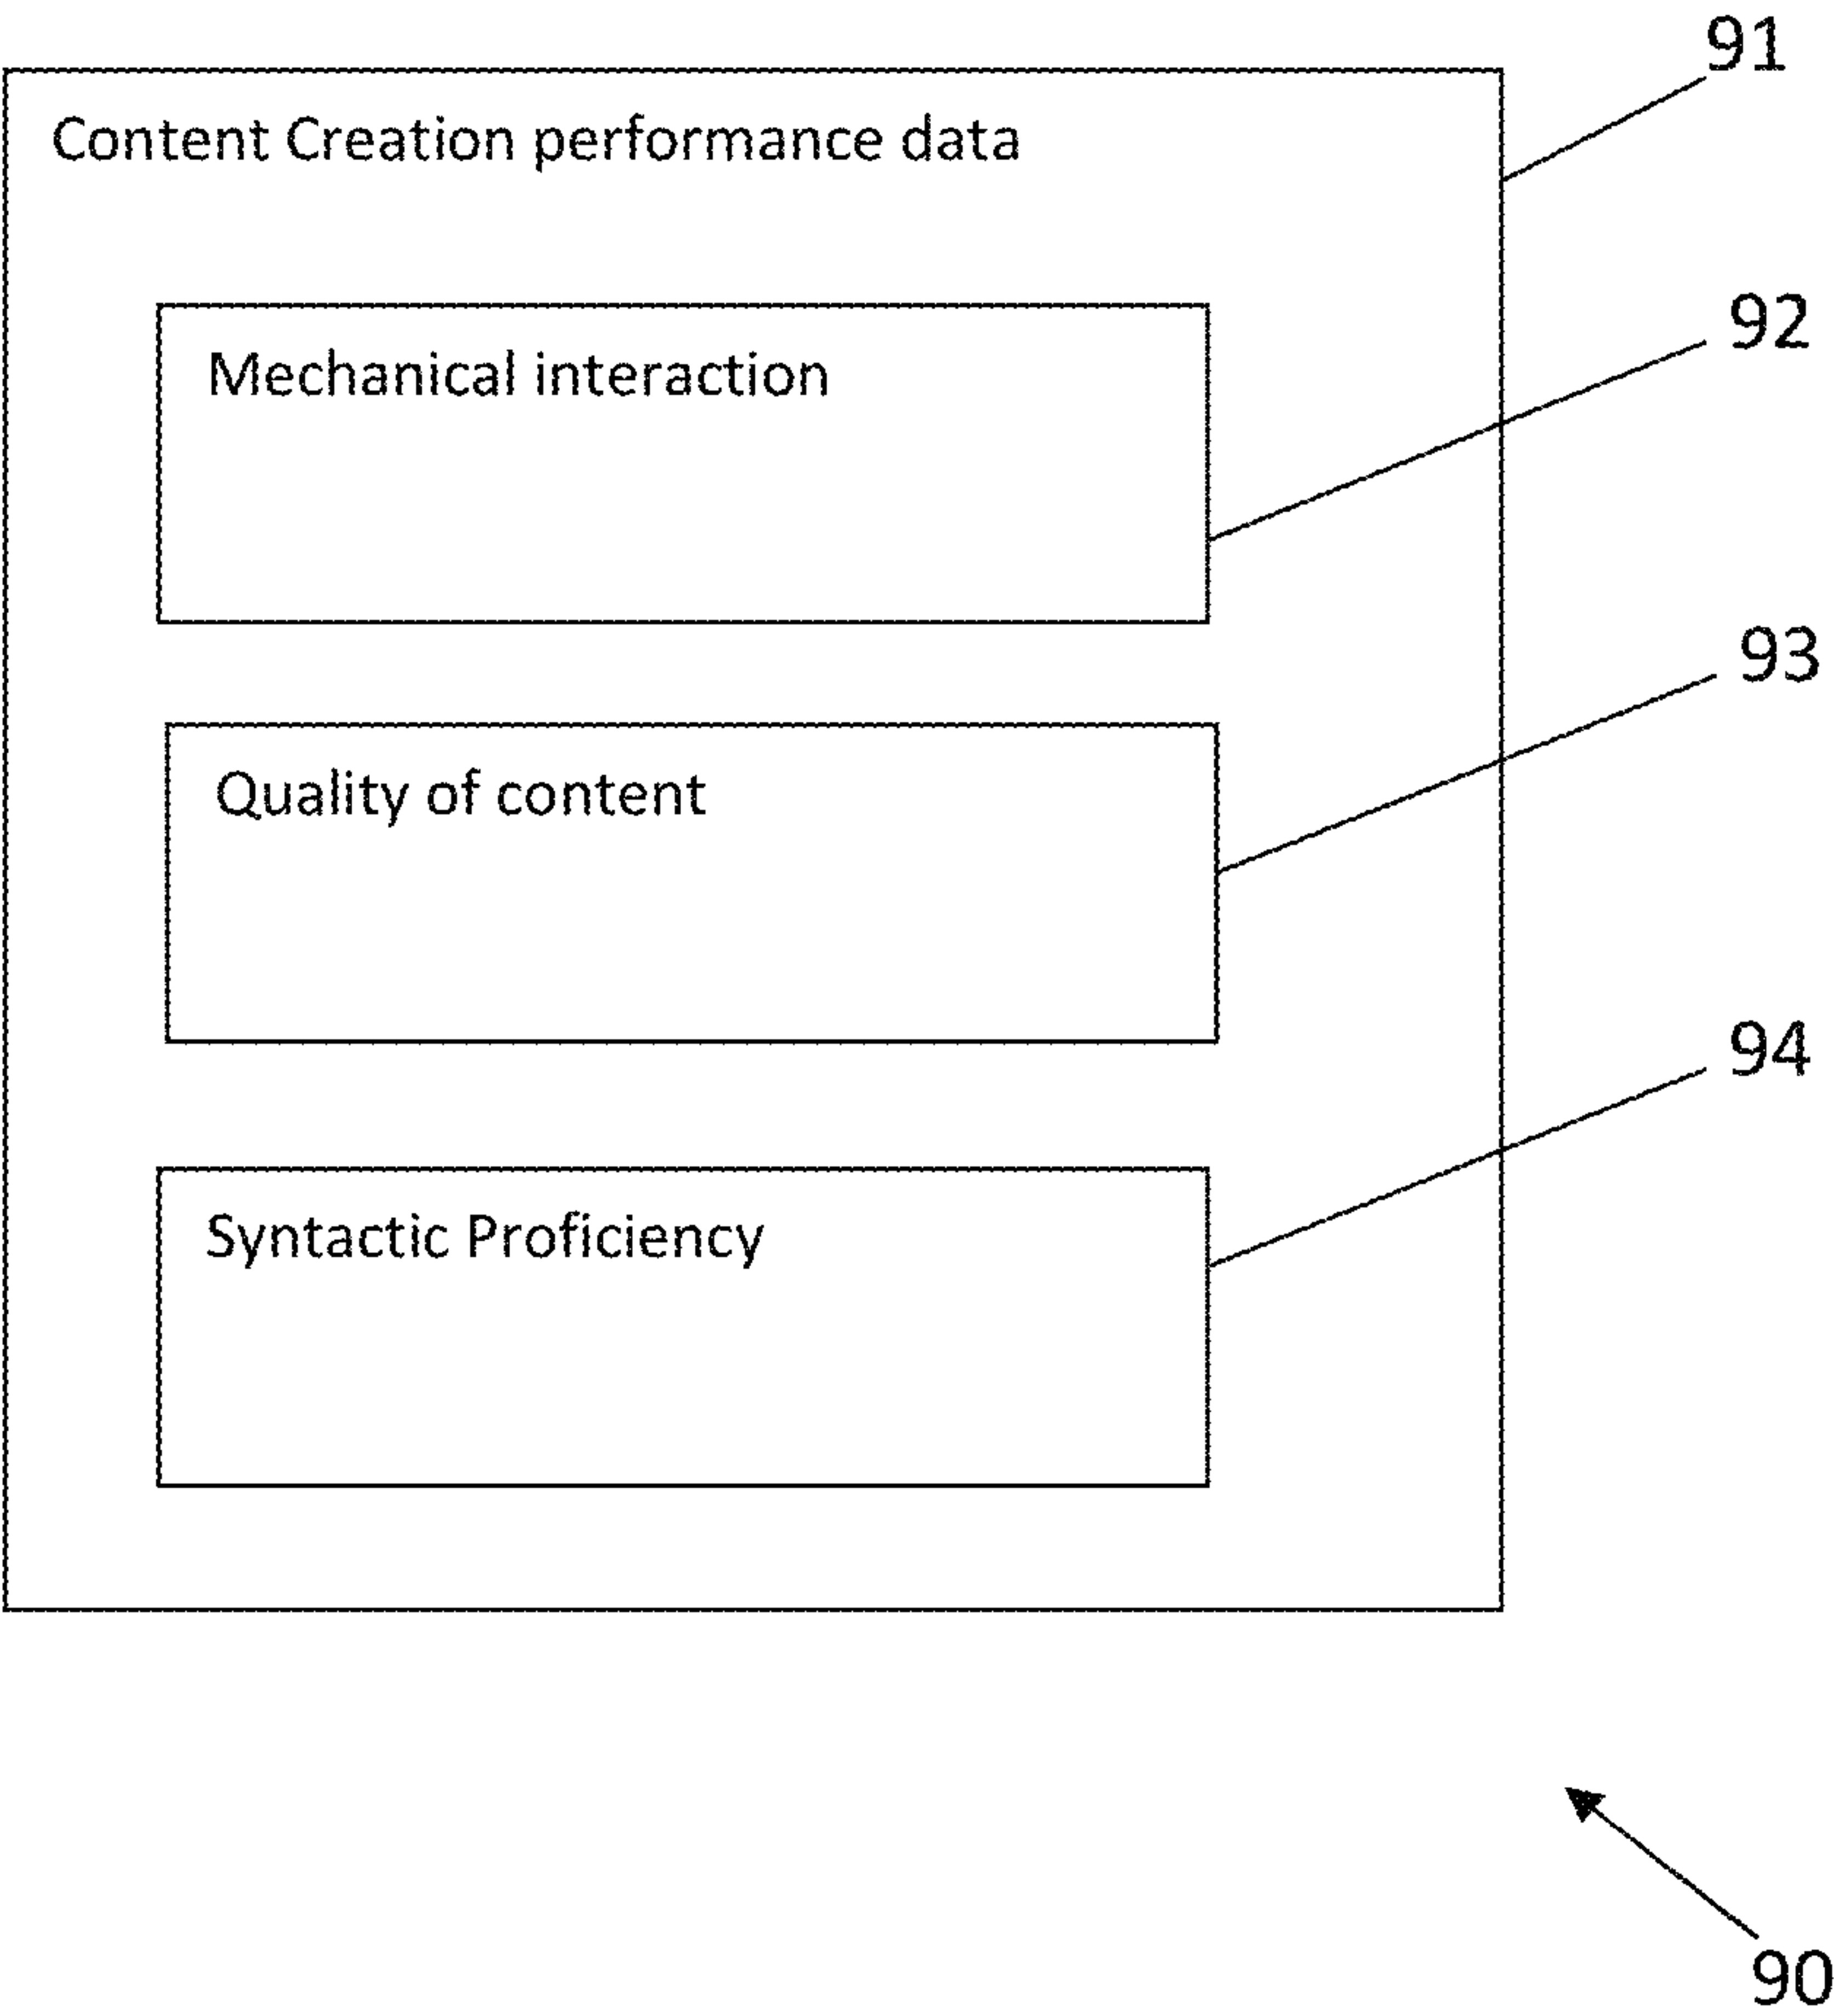 91
Content Creation performance data
92
Mechanical interaction
93
Quality of content
94
Syntactic Proficiency
90